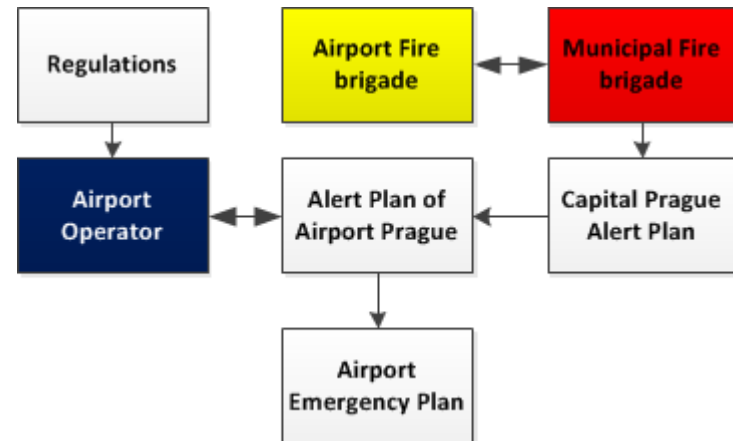 Regulations
Airport Fire
brigade
Municipal Fire
brigade
Airport
Operator
Alert Plan of
Airport Prague
Capital Prague
Alert Plan
Airport
Emergency Plan